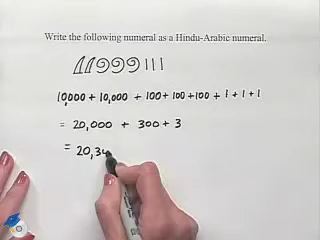 Write the following numeral as a Hindu-Arabic numeral.
10,000 + 10,000 + 100 + 100 + 100 + 1 + 1 + 1
= 20,000 + 300 + 3
= 20,3